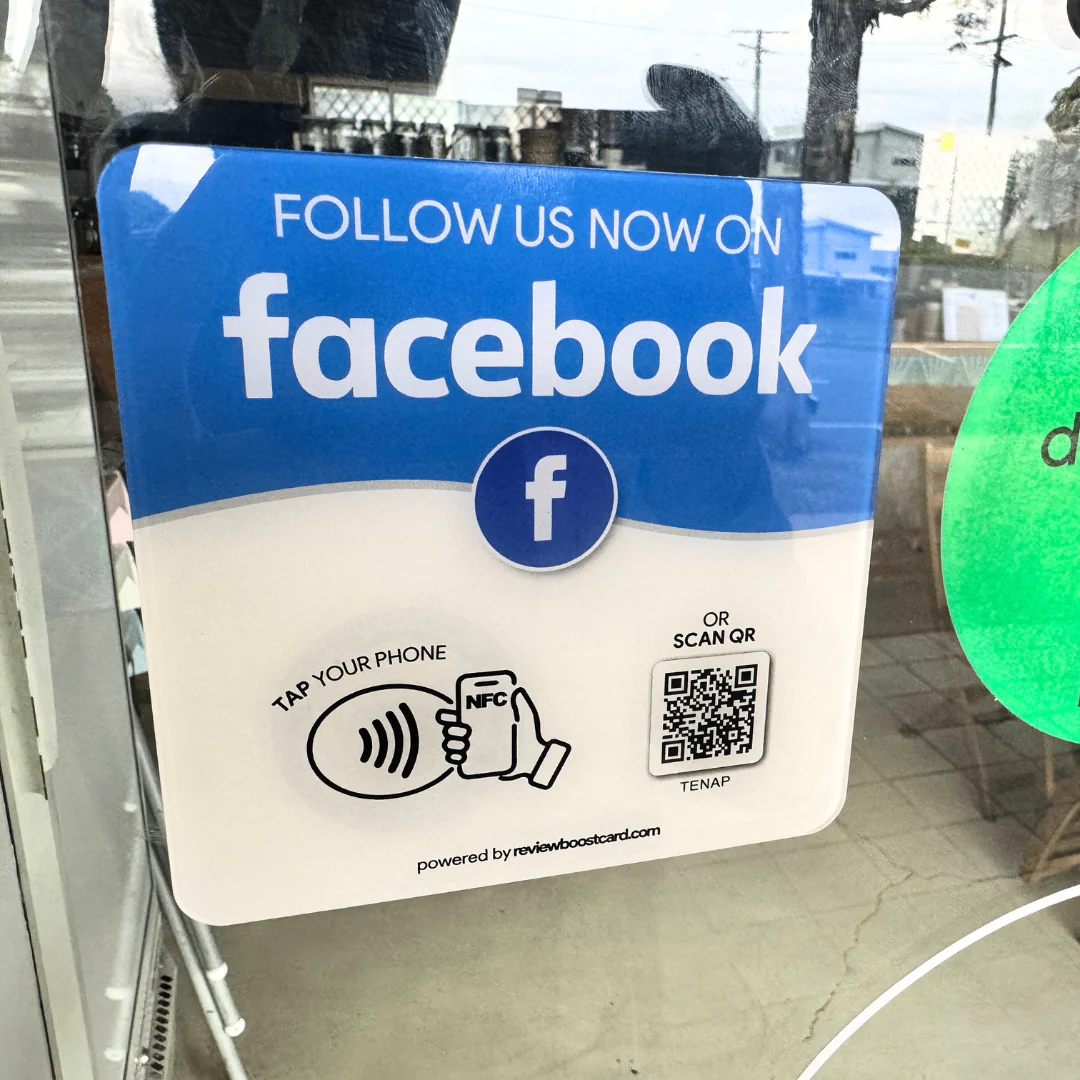 FOLLOW US NOW ON
facebook
f
TAP YOUR PHONE
NFC
OR
SCAN QR
TENAP
powered by reviewboostcard.com